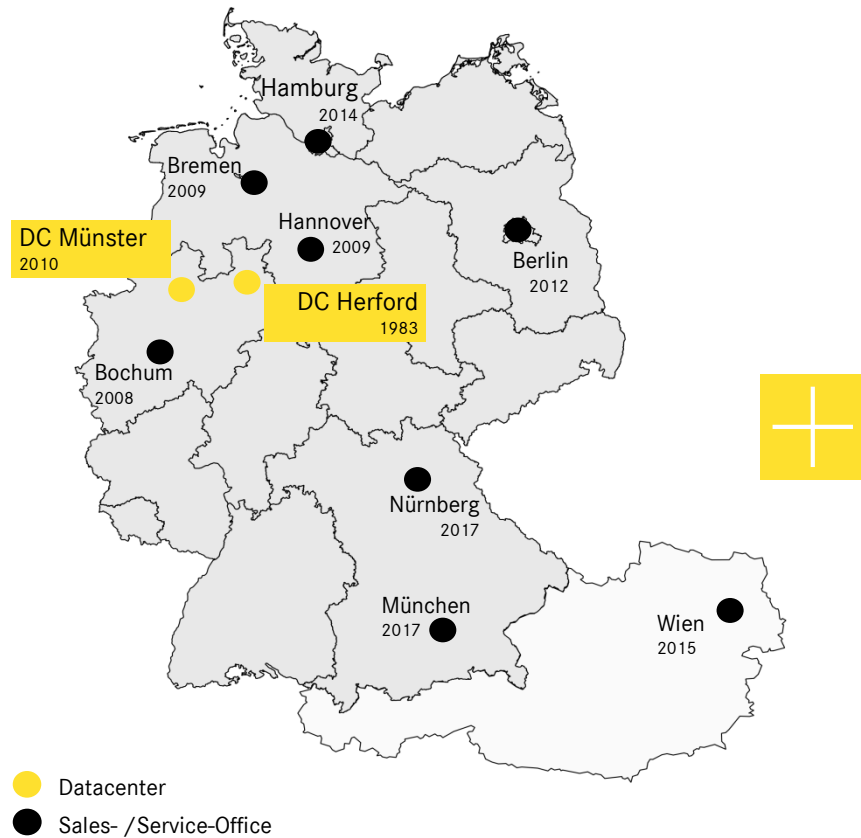 Hamburg
2014
Bremen
2009
Hannover
2009
DC Münster
2010
Berlin
2012
DC Herford
1983
Bochum
2008
Nürnberg
2017
München
2017
Wien
2015
Datacenter
Sales- /Service-Office